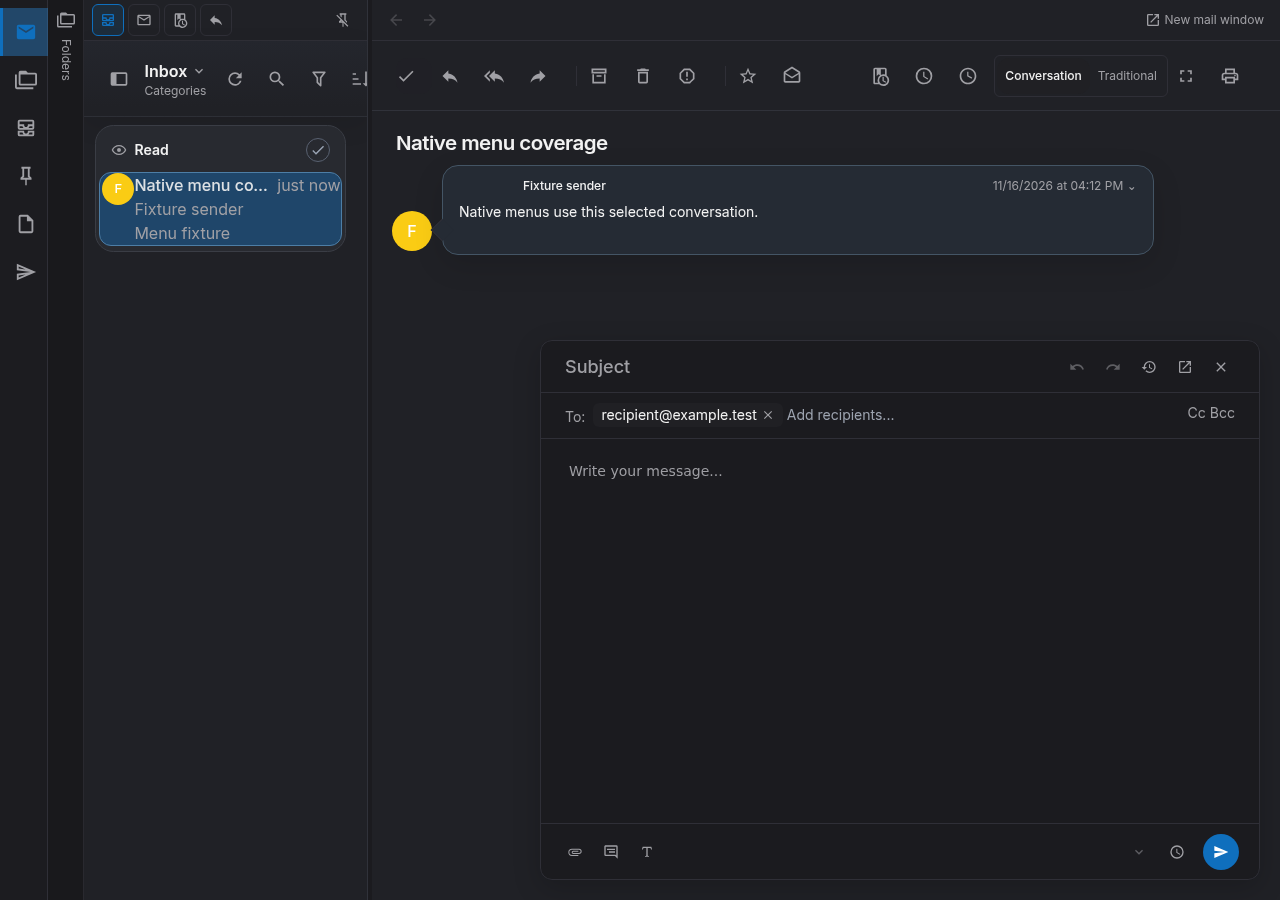 Folders
Inbox
Categories
Read
F
Native menu co... just now
Fixture sender
Menu fixture
New mail window
Conversation Traditional
Native menu coverage
Fixture sender 11/16/2026 at 04:12 PM
Native menus use this selected conversation.
F
Subject
To: recipient@example.test × Add recipients... Cc Bcc
Write your message...